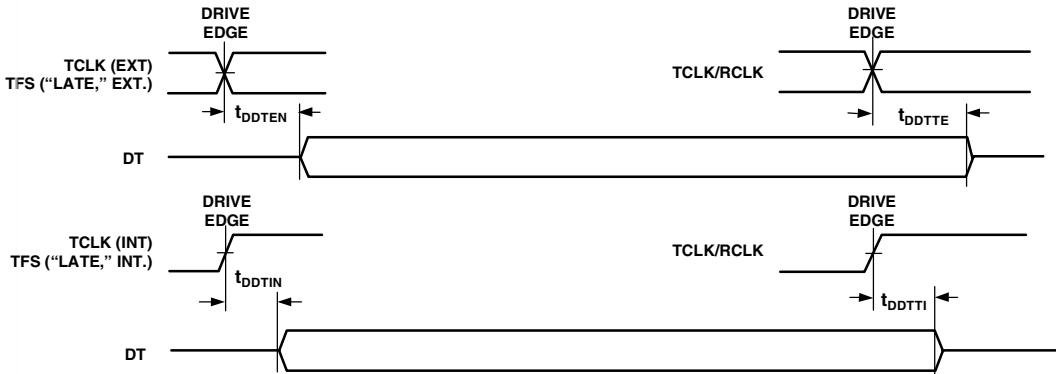 DRIVE
EDGE
DRIVE
EDGE
TCLK (EXT)
TFS (“LATE,” EXT.)
TCLK/RCLK
tDDTEN
tDDTTE
DT
DRIVE
EDGE
DRIVE
EDGE
TCLK (INT)
TFS (“LATE,” INT.)
TCLK/RCLK
tDDTIN
tDDTTI
DT